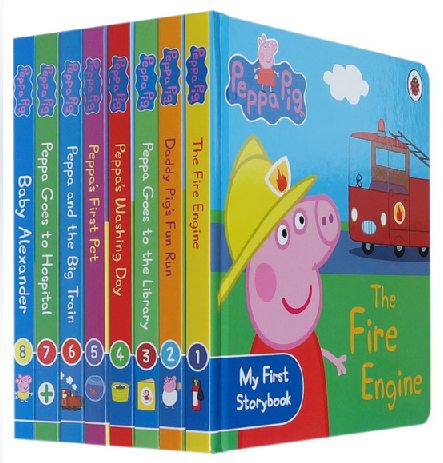 Peppa Pig
Baby Alexander
8
Peppa Pig
Peppa Goes to Hospital
7
Peppa Pig
Peppa and the Big Train
6
Peppa Pig
Peppa's First Pet
5
Peppa Pig
Peppa's Washing Day
4
Peppa Pig
Peppa Goes to the Library
3
Peppa Pig
Daddy Pig's Fun Run
2
Peppa Pig
The Fire Engine
1
Peppa Pig
The
Fire
Engine
My First
Storybook